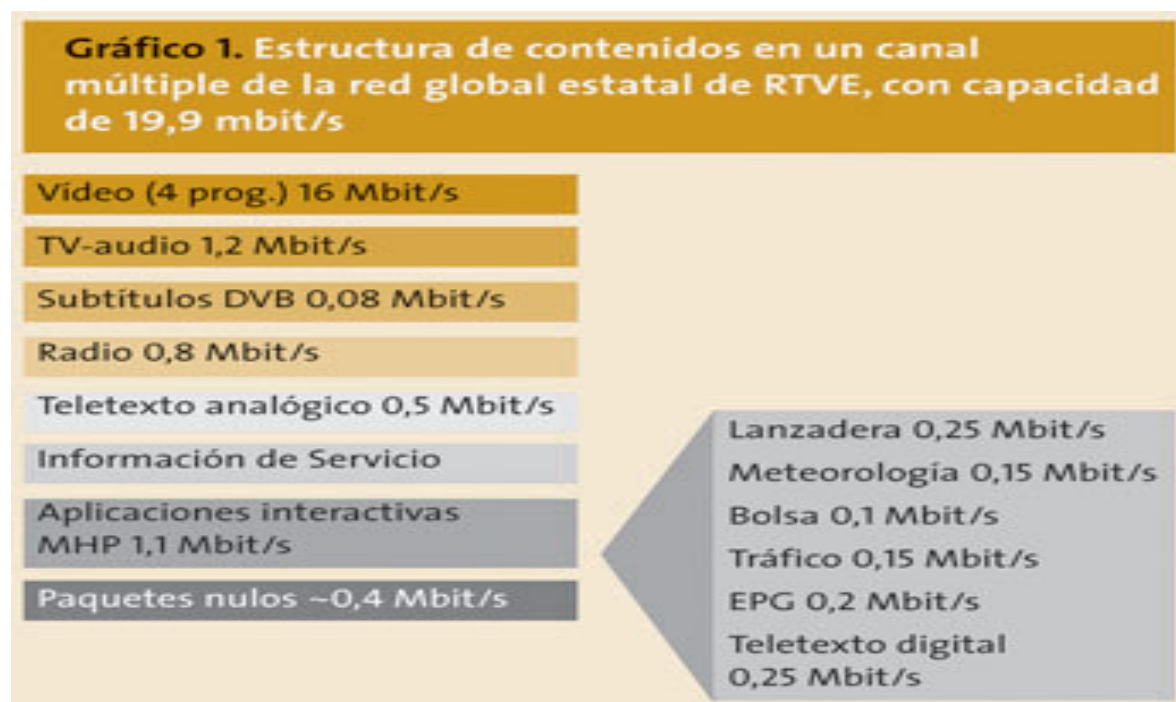 Gráfico 1. Estructura de contenidos en un canal
múltiple de la red global estatal de RTVE, con capacidad
de 19,9 mbit/s
Vídeo (4 prog.) 16 Mbit/s
TV-audio 1,2 Mbit/s
Subtítulos DVB 0,08 Mbit/s
Radio 0,8 Mbit/s
Teletexto analógico 0,5 Mbit/s
Información de Servicio
Aplicaciones interactivas
MHP 1,1 Mbit/s
Paquetes nulos ~0,4 Mbit/s
Lanzadera 0,25 Mbit/s
Meteorología 0,15 Mbit/s
Bolsa 0,1 Mbit/s
Tráfico 0,15 Mbit/s
EPG 0,2 Mbit/s
Teletexto digital
0,25 Mbit/s